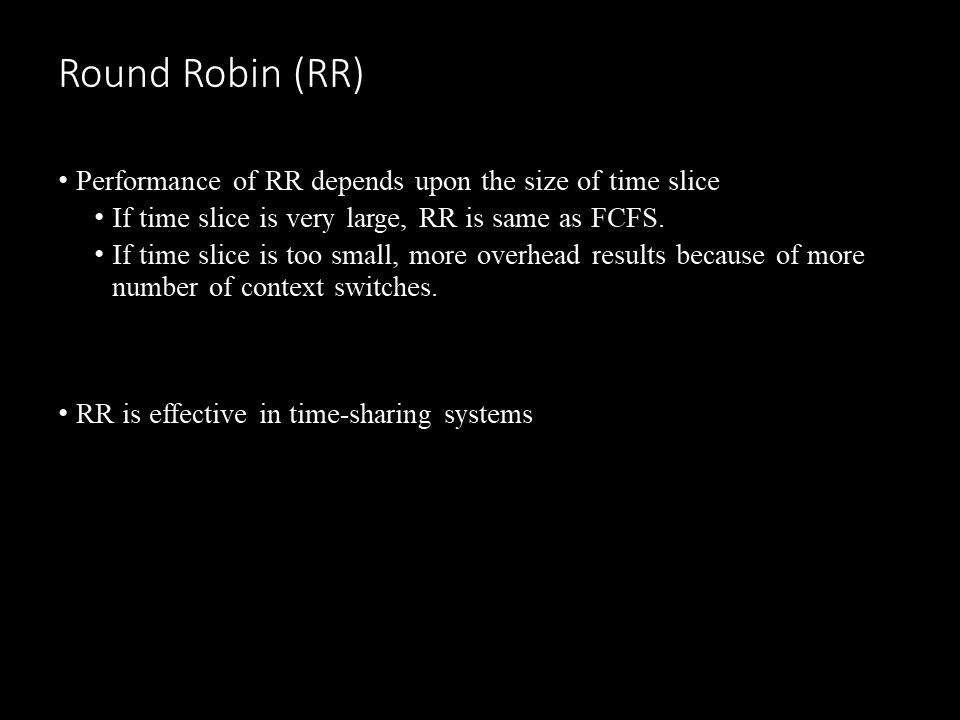 Round Robin (RR)
• Performance of RR depends upon the size of time slice
• If time slice is very large, RR is same as FCFS.
• If time slice is too small, more overhead results because of more
number of context switches.
• RR is effective in time-sharing systems